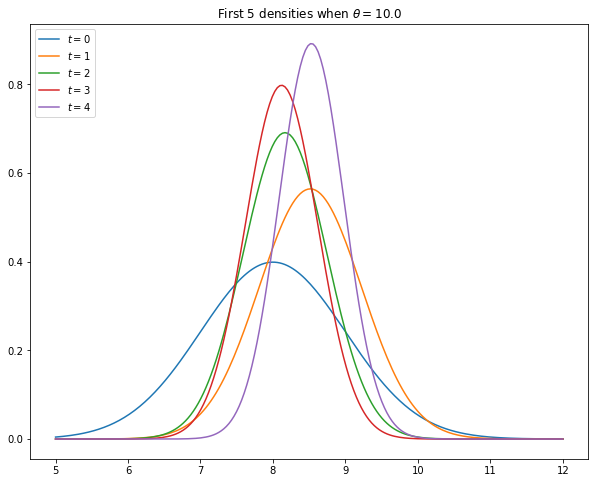 First 5 densities when θ = 10.0
t = 0
t = 1
t = 2
t = 3
t = 4
0.8
0.6
0.4
0.2
0.0
5 6 7 8 9 10 11 12